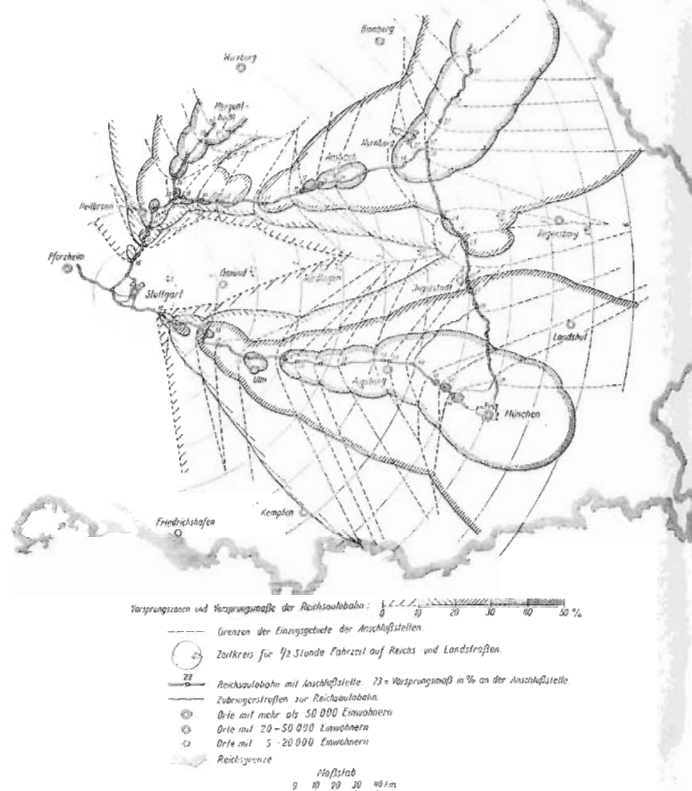 Bamberg
Würzburg
Nürnberg
Ansbach
Heilbronn
Regensburg
Pforzheim
Gmünd
Stuttgart
Ingolstadt
Landshut
Ulm
Augsburg
München
Kempten
Friedrichshafen
Vorsprungszonen und Vorsprungsmaße der Reichsautobahn:
0 10 20 30 50 %
Grenzen der Einzugsgebiete der Anschlußstellen.
Zeitkreis für 1/2 Stunde Fahrzeit auf Reichs- und Landstraßen.
23
Reichsautobahn mit Anschlußstelle. 23 = Vorsprungsmaß in % an der Anschlußstelle.
Zubringerstraßen zur Reichsautobahn.
Orte mit mehr als 50 000 Einwohnern
Orte mit 20-50 000 Einwohnern
Orte mit 5-20 000 Einwohnern
Reichsgrenze
Maßstab
0 10 20 30 40 km.